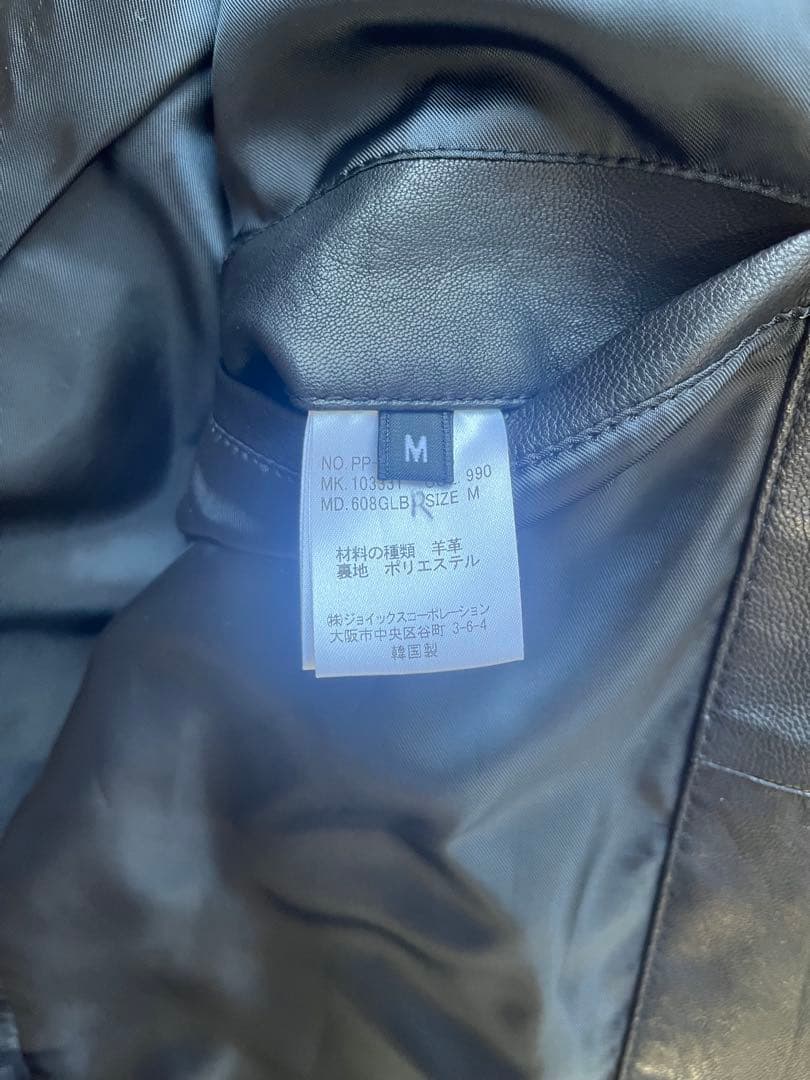 M
NO. PP-
MK. 103931 990
MD. 608GLB SIZE M
R
材料の種類 羊革
裏地 ポリエステル
㈱ジョイックスコーポレーション
大阪市中央区谷町 3-6-4
韓国製